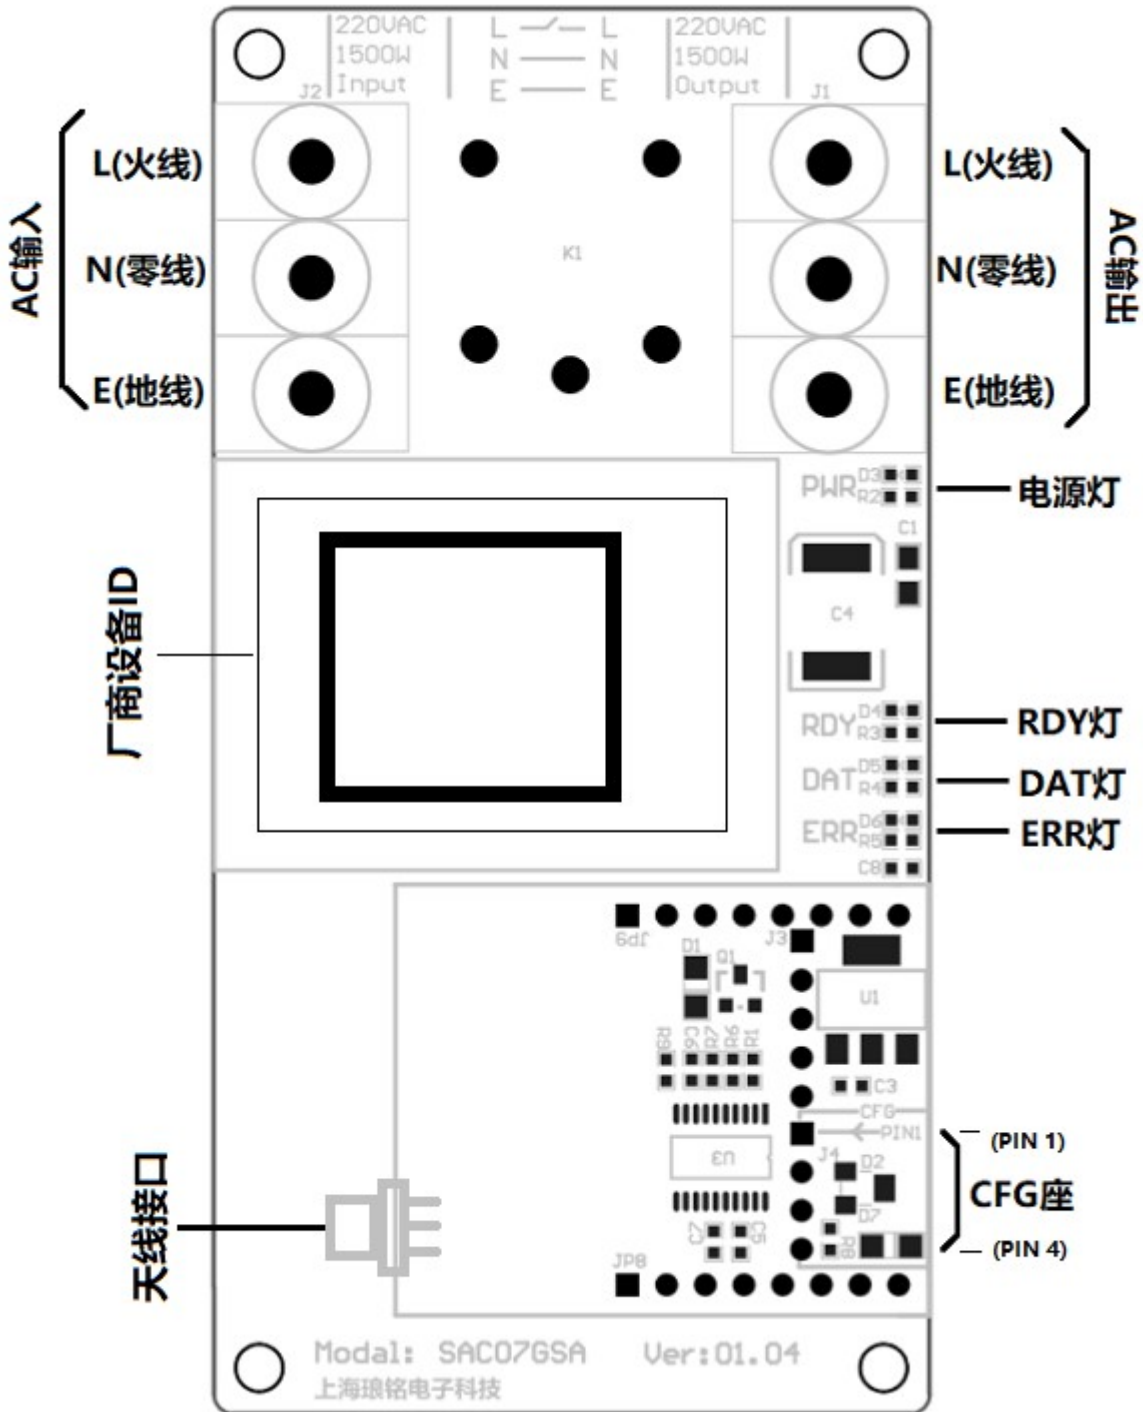 220VAC
1500W
Input
L L
N N
E E
220VAC
1500W
Output
J2
J1
AC输入
L(火线)
N(零线)
E(地线)
K1
L(火线)
N(零线)
E(地线)
AC输出
PWR
D3
R2
电源灯
C1
C4
厂商设备ID
RDY
D4
R3
RDY灯
DAT
D5
R4
DAT灯
ERR
D6
R5
ERR灯
C8
JP9
J3
D1
Q1
U1
R9
C6
R7
R6
R1
C3
CFG
PIN1
(PIN 1)
U3
J4
D2
CFG座
D7
天线接口
C7
C5
R8
(PIN 4)
JP8
Modal: SAC07GSA Ver:01.04
上海琅铭电子科技